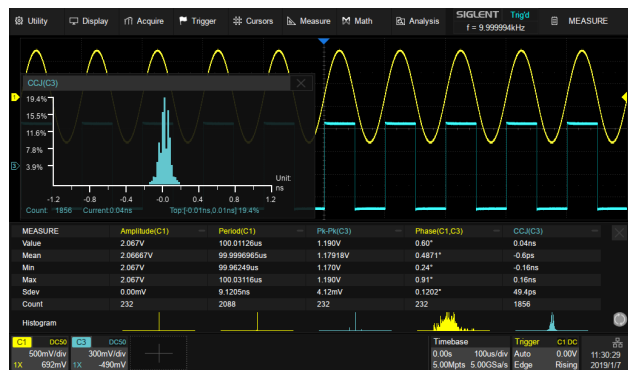 Utility Display Acquire Trigger Cursors Measure Math Analysis SIGLENT Trig'd MEASURE
f = 9.999994kHz
CCJ(C3)
19.4%
15.5%
11.6%
7.8%
3.9%
Unit:
ns
-1.2 -0.8 -0.4 -0.0 0.4 0.8 1.2
Count: 1856 Current:0.04ns Top:[-0.01ns,0.01ns] 19.4%
MEASURE Amplitude(C1) Period(C1) Pk-Pk(C3) Phase(C1,C3) CCJ(C3)
Value 2.067V 100.01126us 1.190V 0.60° 0.04ns
Mean 2.06667V 99.9996965us 1.17918V 0.4871° -0.6ps
Min 2.067V 99.96249us 1.170V 0.24° -0.16ns
Max 2.067V 100.03116us 1.190V 0.91° 0.16ns
Sdev 0.00mV 9.1205ns 4.12mV 0.1202° 49.4ps
Count 232 2088 232 232 1856
Histogram
C1 DC50 C3 DC50 Timebase Trigger C1 DC
500mV/div 300mV/div 0.00s 100us/div Auto 0.00V 11:30:29
1X 692mV 1X -490mV 5.00Mpts 5.00GSa/s Edge Rising 2019/1/7